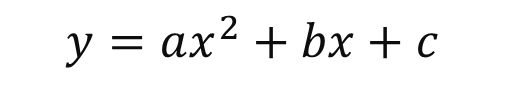 y = ax² + bx + c